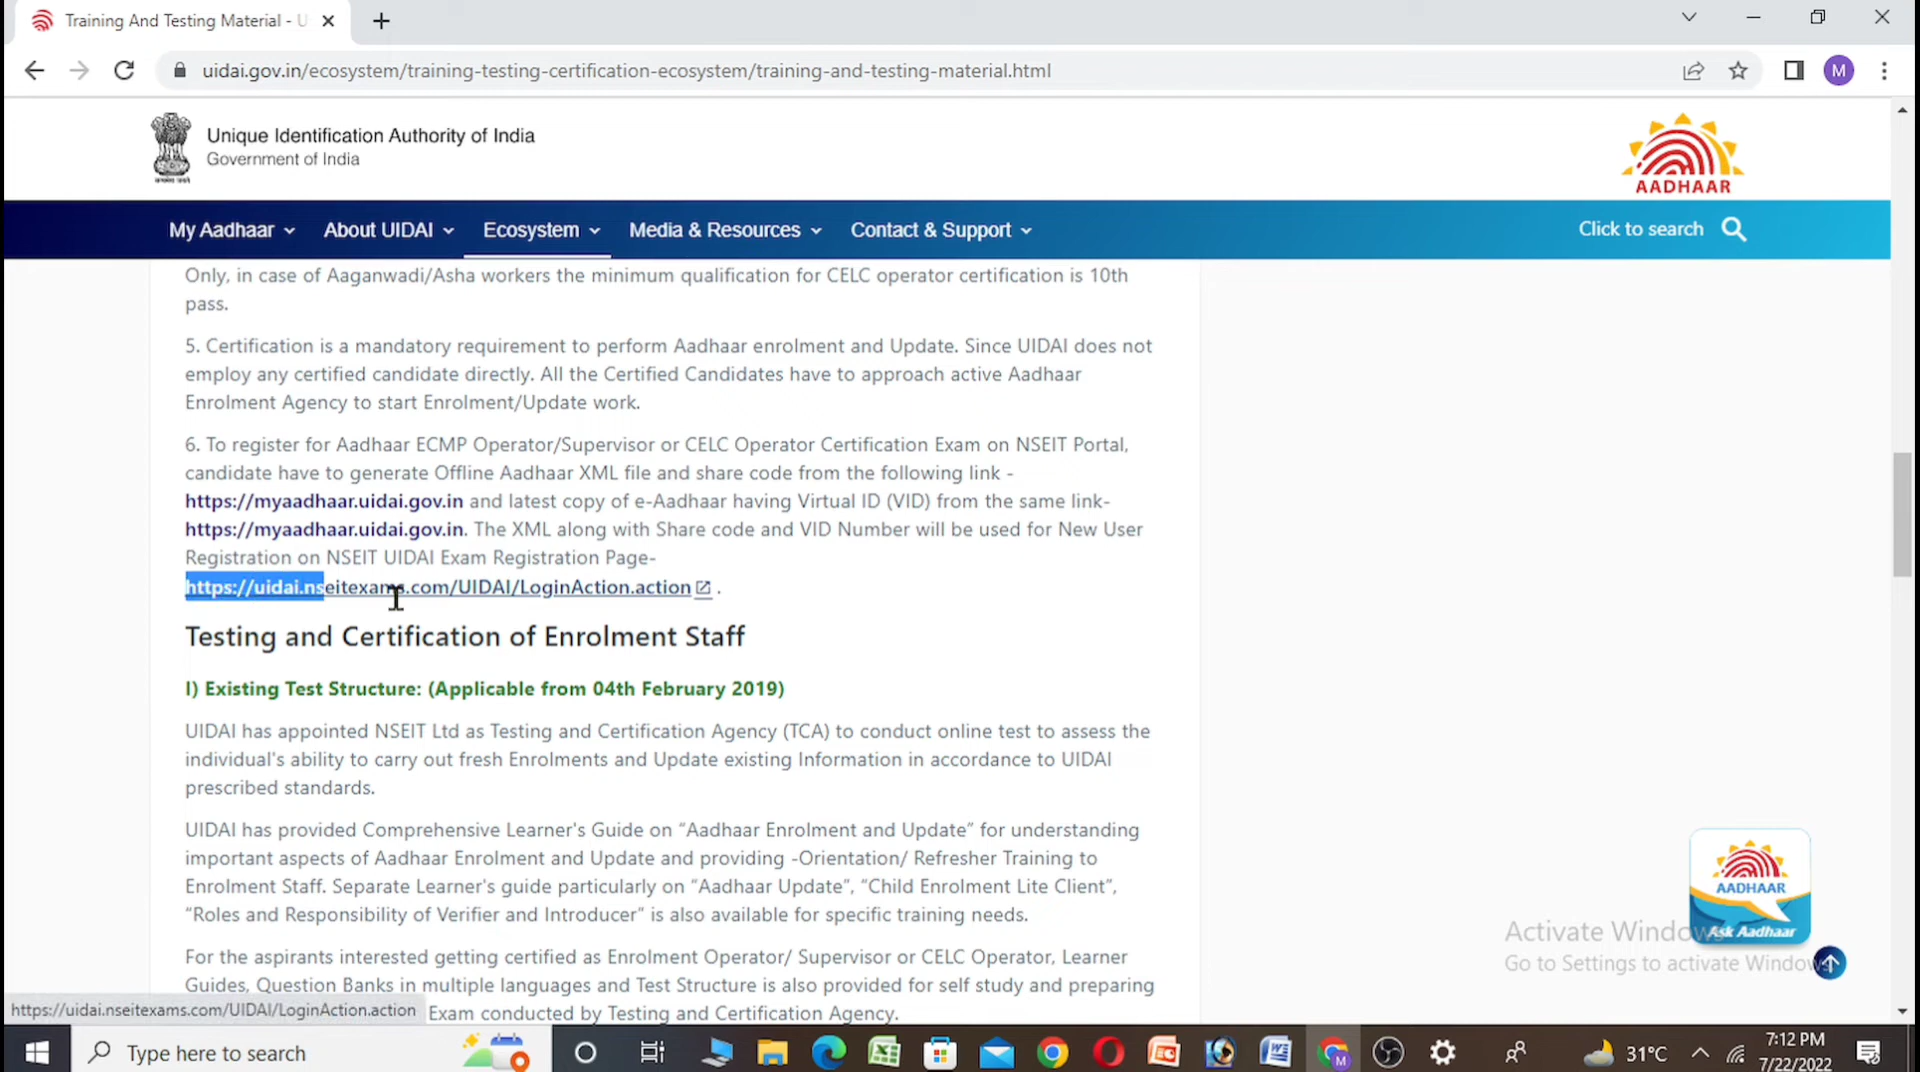 Training And Testing Material - U
uidai.gov.in/ecosystem/training-testing-certification-ecosystem/training-and-testing-material.html
M
Unique Identification Authority of India
Government of India
AADHAAR
My Aadhaar
About UIDAI
Ecosystem
Media & Resources
Contact & Support
Click to search
Only, in case of Aaganwadi/Asha workers the minimum qualification for CELC operator certification is 10th
pass.
5. Certification is a mandatory requirement to perform Aadhaar enrolment and Update. Since UIDAI does not
employ any certified candidate directly. All the Certified Candidates have to approach active Aadhaar
Enrolment Agency to start Enrolment/Update work.
6. To register for Aadhaar ECMP Operator/Supervisor or CELC Operator Certification Exam on NSEIT Portal,
candidate have to generate Offline Aadhaar XML file and share code from the following link -
https://myaadhaar.uidai.gov.in and latest copy of e-Aadhaar having Virtual ID (VID) from the same link-
https://myaadhaar.uidai.gov.in. The XML along with Share code and VID Number will be used for New User
Registration on NSEIT UIDAI Exam Registration Page-
https://uidai.nseitexams.com/UIDAI/LoginAction.action .
Testing and Certification of Enrolment Staff
I) Existing Test Structure: (Applicable from 04th February 2019)
UIDAI has appointed NSEIT Ltd as Testing and Certification Agency (TCA) to conduct online test to assess the
individual's ability to carry out fresh Enrolments and Update existing Information in accordance to UIDAI
prescribed standards.
UIDAI has provided Comprehensive Learner's Guide on “Aadhaar Enrolment and Update” for understanding
important aspects of Aadhaar Enrolment and Update and providing -Orientation/ Refresher Training to
Enrolment Staff. Separate Learner's guide particularly on “Aadhaar Update”, “Child Enrolment Lite Client”,
“Roles and Responsibility of Verifier and Introducer” is also available for specific training needs.
For the aspirants interested getting certified as Enrolment Operator/ Supervisor or CELC Operator, Learner
Guides, Question Banks in multiple languages and Test Structure is also provided for self study and preparing
Exam conducted by Testing and Certification Agency.
https://uidai.nseitexams.com/UIDAI/LoginAction.action
AADHAAR
Ask Aadhaar
Activate Windows
Go to Settings to activate Windows
Type here to search
M
31°C
7:12 PM
7/22/2022